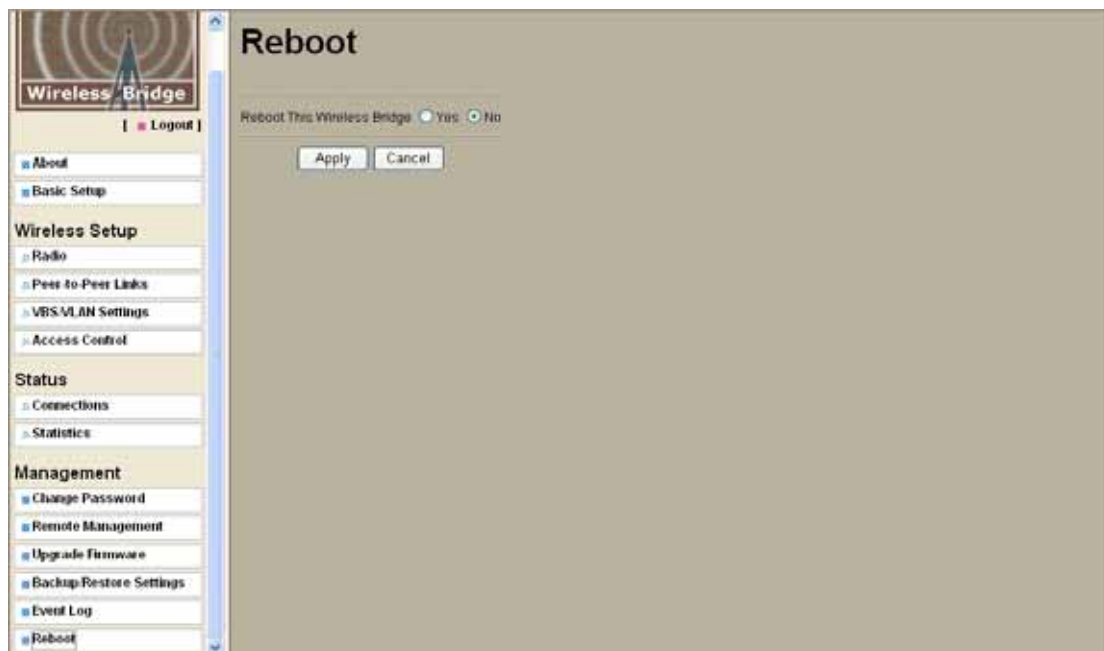 Wireless Bridge
[ Logout ]
About
Basic Setup
Wireless Setup
Radio
Peer-to-Peer Links
VBS/VLAN Settings
Access Control
Status
Connections
Statistics
Management
Change Password
Remote Management
Upgrade Firmware
Backup/Restore Settings
Event Log
Reboot
Reboot
Reboot This Wireless Bridge Yes No
Apply Cancel